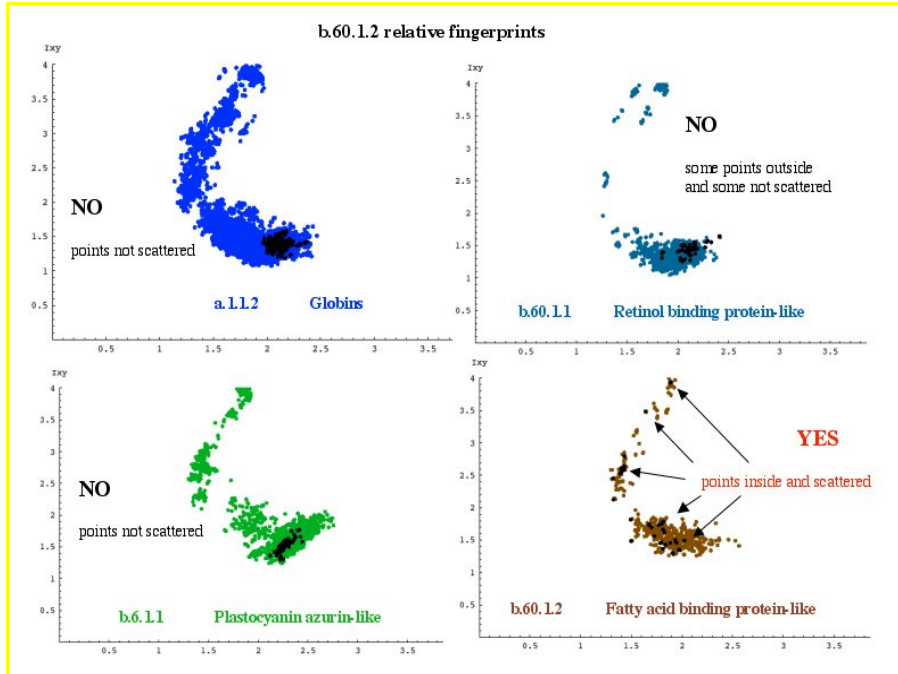 b.60.1.2 relative fingerprints
Ixy
4
3.5
3
2.5
2
1.5
1
0.5
0.5 1 1.5 2 2.5 3 3.5
NO
points not scattered
a.1.1.2 Globins
Ixy
4
3.5
3
2.5
2
1.5
1
0.5
0.5 1 1.5 2 2.5 3 3.5
NO
some points outside
and some not scattered
b.60.1.1 Retinol binding protein-like
Ixy
4
3.5
3
2.5
2
1.5
1
0.5
0.5 1 1.5 2 2.5 3 3.5
NO
points not scattered
b.6.1.1 Plastocyanin azurin-like
Ixy
4
3.5
3
2.5
2
1.5
1
0.5
0.5 1 1.5 2 2.5 3 3.5
YES
points inside and scattered
b.60.1.2 Fatty acid binding protein-like